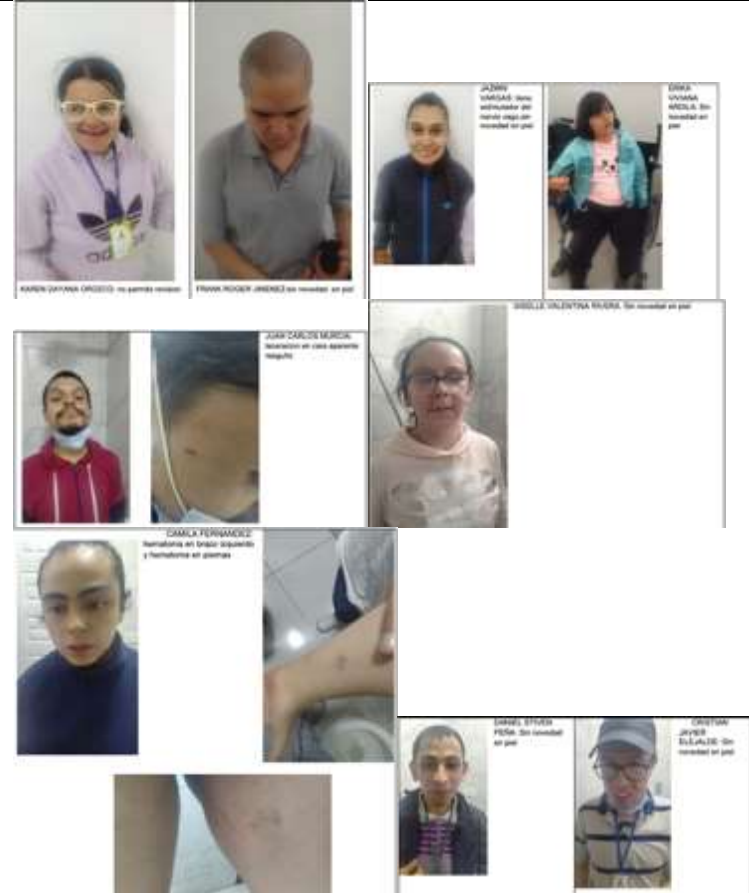 KAREN DAYANA OROZCO: no permite revision
FRANK ROGER JIMENEZ:sin novedad en piel
JAZMIN
VARGAS: tiene
estimulador del
nervio vago,sin
novedad en piel
ERIKA
VIVIANA
ARDILA: Sin
novedad en
piel
JUAN CARLOS MURCIA:
laceracion en cara aparente
rasguño
GISELLE VALENTINA RIVERA: Sin novedad en piel
CAMILA FERNANDEZ:
hematoma en brazo izquierdo
y hematoma en piernas
DANIEL STIVEN
PEÑA: Sin novedad
en piel
CRISTIAN
JAVIER
ELEJALDE: Sin
novedad en piel